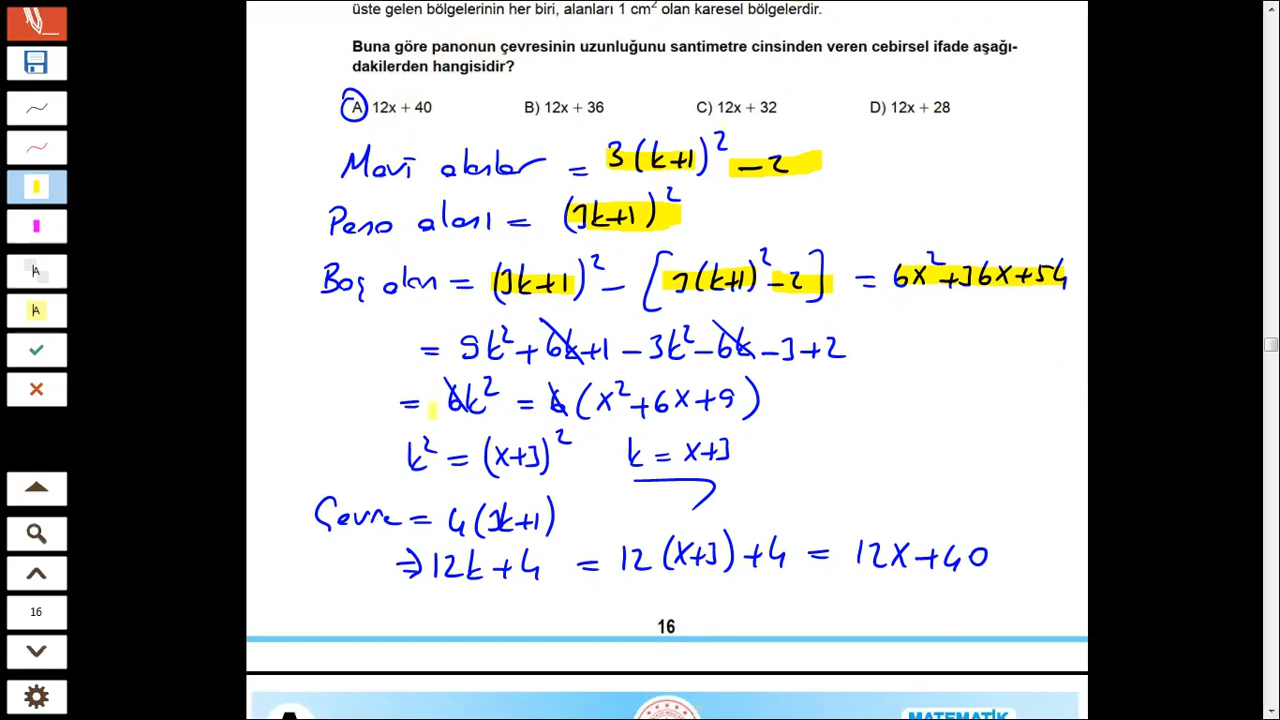 üste gelen bölgelerinin her biri, alanları 1 cm² olan karesel bölgelerdir.
Buna göre panonun çevresinin uzunluğunu santimetre cinsinden veren cebirsel ifade aşağı-
dakilerden hangisidir?
A) 12x + 40 B) 12x + 36 C) 12x + 32 D) 12x + 28
Mavi alanlar = 3(k+1)² -2
Pano alanı = (3k+1)²
Boş alan = (3k+1)² - [3(k+1)² -2] = 6x² +36x+54
= 9k² + 6k+1 - 3k² - 6k - 3 + 2
= 6k² = 6(x² + 6x + 9)
k² = (x+3)² k = x+3
Çevre = 4(3k+1)
⇒ 12k + 4 = 12(x+3) + 4 = 12x + 40
16
16
A
MATEMATİK